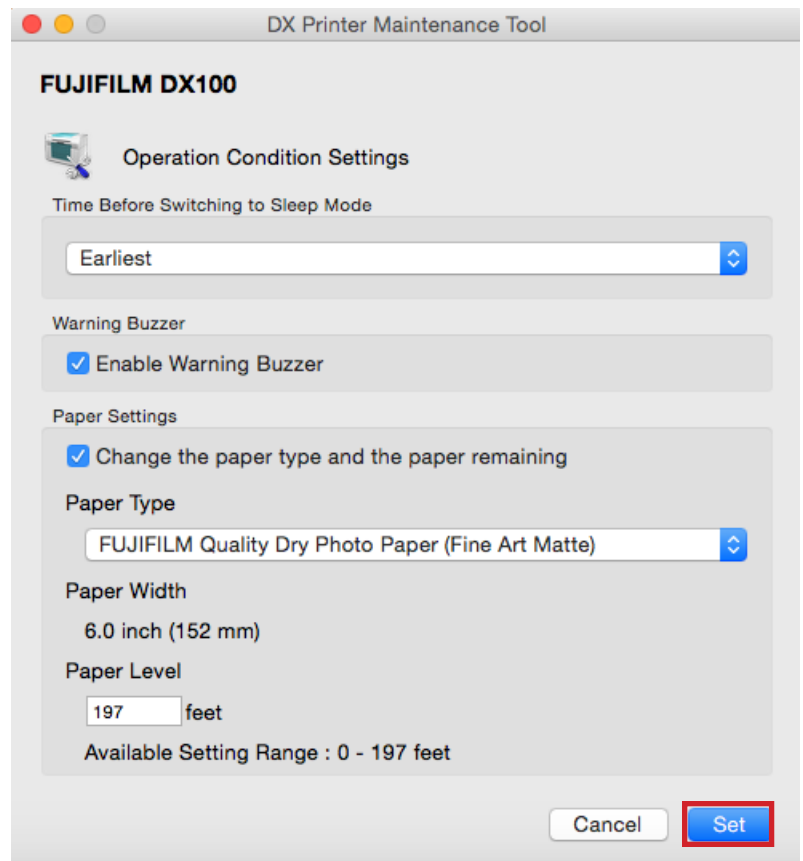 DX Printer Maintenance Tool
FUJIFILM DX100
Operation Condition Settings
Time Before Switching to Sleep Mode
Earliest
Warning Buzzer
Enable Warning Buzzer
Paper Settings
Change the paper type and the paper remaining
Paper Type
FUJIFILM Quality Dry Photo Paper (Fine Art Matte)
Paper Width
6.0 inch (152 mm)
Paper Level
197 feet
Available Setting Range : 0 - 197 feet
Cancel Set